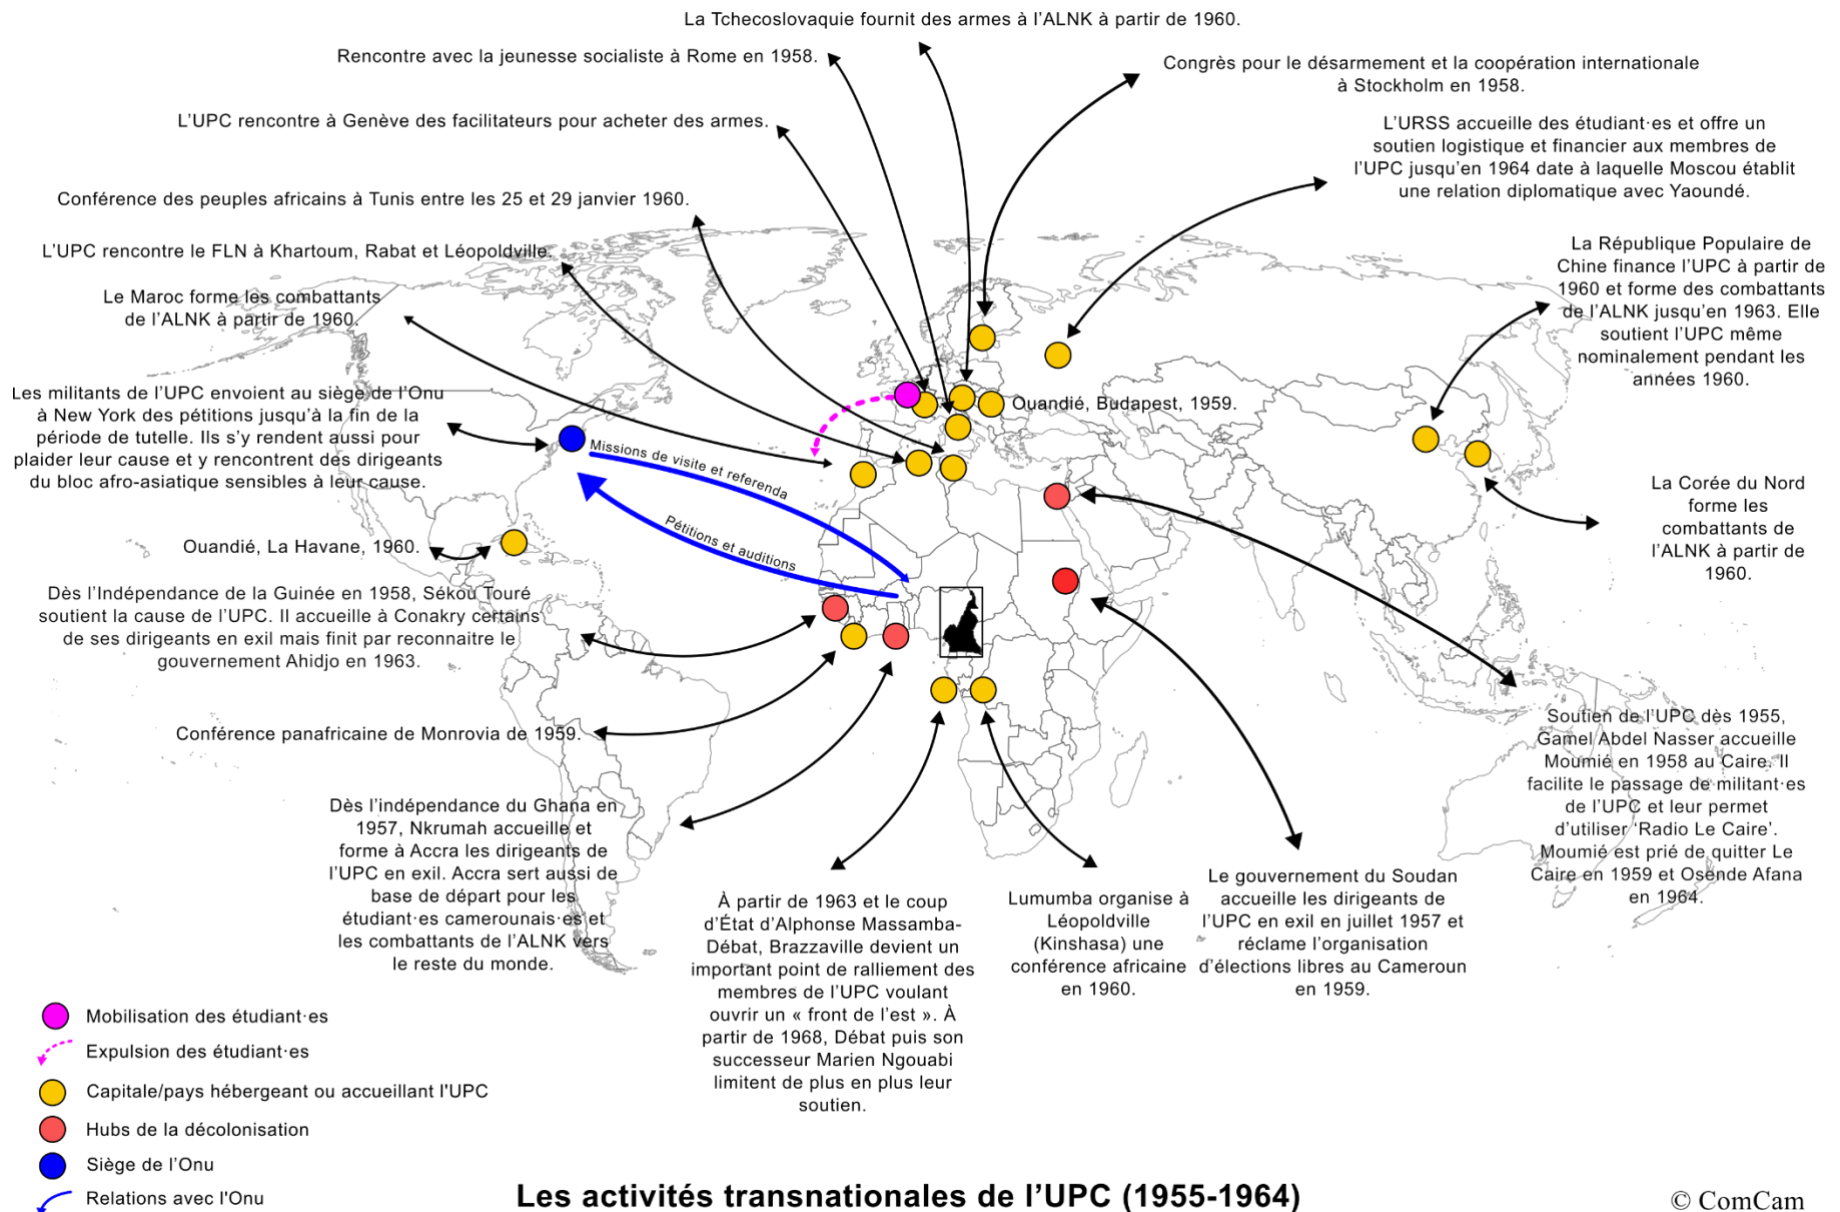 La Tchecoslovaquie fournit des armes à l'ALNK à partir de 1960.
Rencontre avec la jeunesse socialiste à Rome en 1958.
Congrès pour le désarmement et la coopération internationale
à Stockholm en 1958.
L'UPC rencontre à Genève des facilitateurs pour acheter des armes.
L'URSS accueille des étudiant·es et offre un
soutien logistique et financier aux membres de
l'UPC jusqu'en 1964 date à laquelle Moscou établit
une relation diplomatique avec Yaoundé.
Conférence des peuples africains à Tunis entre les 25 et 29 janvier 1960.
L'UPC rencontre le FLN à Khartoum, Rabat et Léopoldville.
La République Populaire de
Chine finance l'UPC à partir de
1960 et forme des combattants
de l'ALNK jusqu'en 1963. Elle
soutient l'UPC même
nominalement pendant les
années 1960.
Le Maroc forme les combattants
de l'ALNK à partir de 1960.
Les militants de l'UPC envoient au siège de l'Onu
à New York des pétitions jusqu'à la fin de la
période de tutelle. Ils s'y rendent aussi pour
plaider leur cause et y rencontrent des dirigeants
du bloc afro-asiatique sensibles à leur cause.
Ouandié, Budapest, 1959.
Missions de visite et referenda
Pétitions et auditions
La Corée du Nord
forme les
combattants de
l'ALNK à partir de
1960.
Ouandié, La Havane, 1960.
Dès l'Indépendance de la Guinée en 1958, Sékou Touré
soutient la cause de l'UPC. Il accueille à Conakry certains
de ses dirigeants en exil mais finit par reconnaitre le
gouvernement Ahidjo en 1963.
Conférence panafricaine de Monrovia de 1959.
Soutien de l'UPC dès 1955,
Gamel Abdel Nasser accueille
Moumié en 1958 au Caire. Il
facilite le passage de militant·es
de l'UPC et leur permet
d'utiliser 'Radio Le Caire'.
Moumié est prié de quitter Le
Caire en 1959 et Osende Afana
en 1964.
Dès l'indépendance du Ghana en
1957, Nkrumah accueille et
forme à Accra les dirigeants de
l'UPC en exil. Accra sert aussi de
base de départ pour les
étudiant·es camerounais·es et
les combattants de l'ALNK vers
le reste du monde.
À partir de 1963 et le coup
d'État d'Alphonse Massamba-
Débat, Brazzaville devient un
important point de ralliement des
membres de l'UPC voulant
ouvrir un « front de l'est ». À
partir de 1968, Débat puis son
successeur Marien Ngouabi
limitent de plus en plus leur
soutien.
Lumumba organise à
Léopoldville
(Kinshasa) une
conférence africaine
en 1960.
Le gouvernement du Soudan
accueille les dirigeants de
l'UPC en exil en juillet 1957 et
réclame l'organisation
d'élections libres au Cameroun
en 1959.
Mobilisation des étudiant·es
Expulsion des étudiant·es
Capitale/pays hébergeant ou accueillant l'UPC
Hubs de la décolonisation
Siège de l'Onu
Relations avec l'Onu
Les activités transnationales de l'UPC (1955-1964)
© ComCam